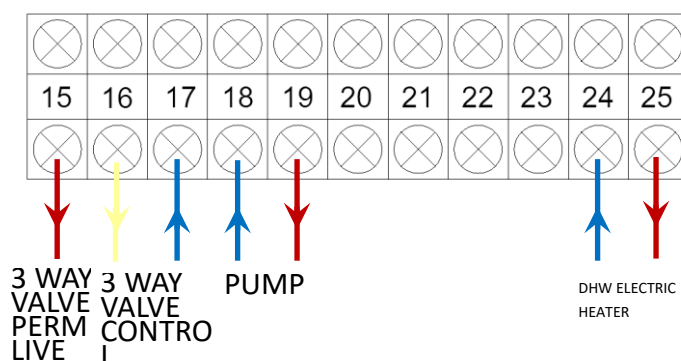 15 16 17 18 19 20 21 22 23 24 25
3 WAY
VALVE
PERM
LIVE
3 WAY
VALVE
CONTRO
L
PUMP
DHW ELECTRIC
HEATER